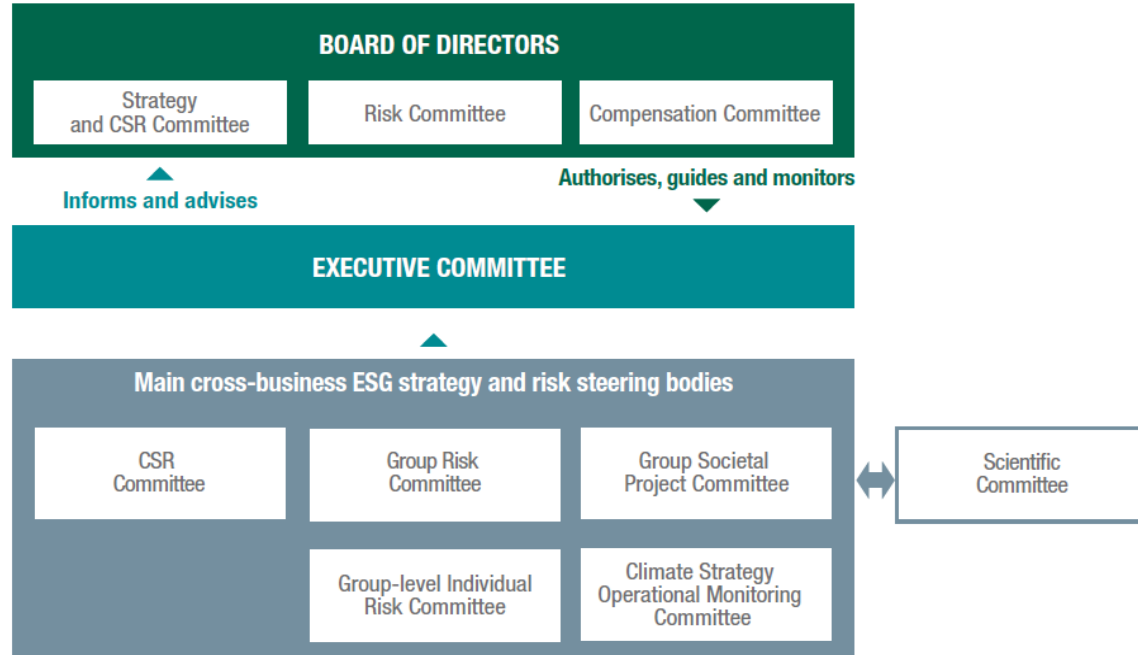 BOARD OF DIRECTORS
Strategy
and CSR Committee
Risk Committee
Compensation Committee
Informs and advises
Authorises, guides and monitors
EXECUTIVE COMMITTEE
Main cross-business ESG strategy and risk steering bodies
CSR
Committee
Group Risk
Committee
Group Societal
Project Committee
Scientific
Committee
Group-level Individual
Risk Committee
Climate Strategy
Operational Monitoring
Committee